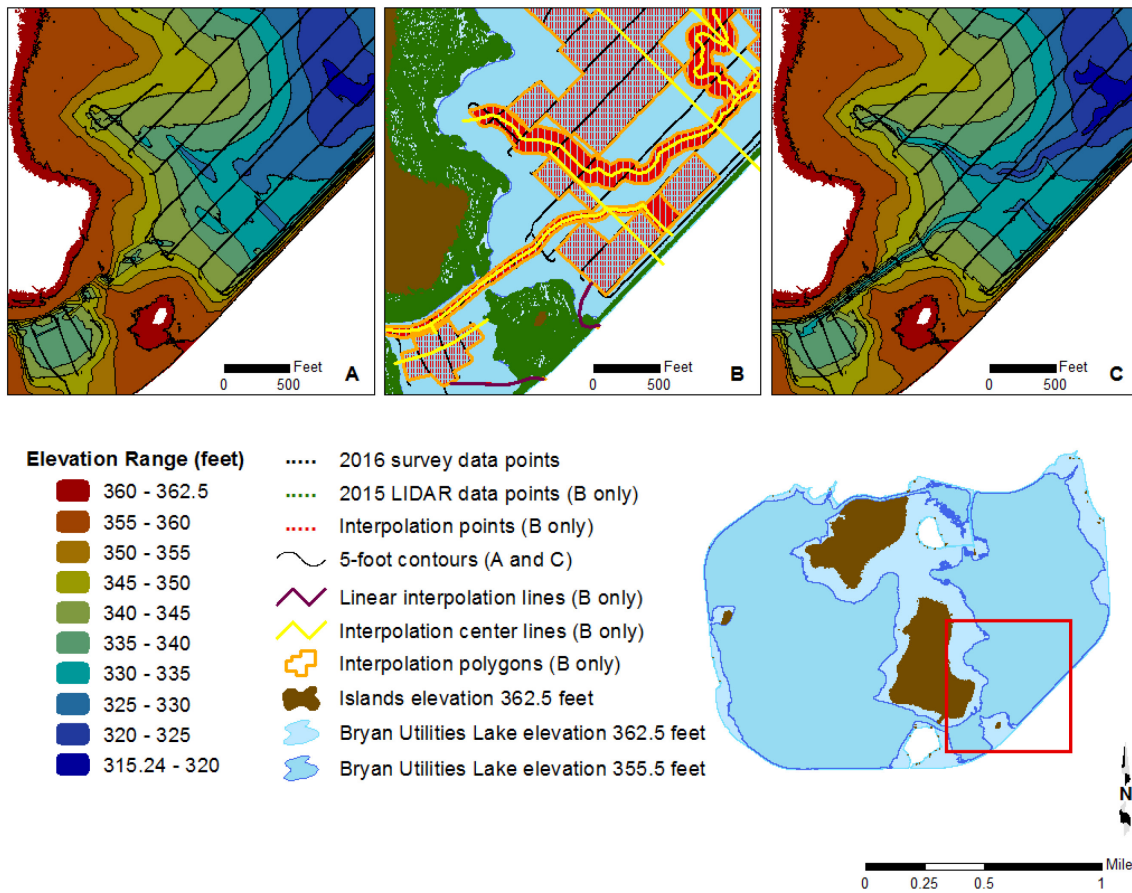 Feet
0 500
A
Feet
0 500
B
Feet
0 500
C
Elevation Range (feet)
360 - 362.5
355 - 360
350 - 355
345 - 350
340 - 345
335 - 340
330 - 335
325 - 330
320 - 325
315.24 - 320
2016 survey data points
2015 LIDAR data points (B only)
Interpolation points (B only)
5-foot contours (A and C)
Linear interpolation lines (B only)
Interpolation center lines (B only)
Interpolation polygons (B only)
Islands elevation 362.5 feet
Bryan Utilities Lake elevation 362.5 feet
Bryan Utilities Lake elevation 355.5 feet
N
Mile
0 0.25 0.5 1